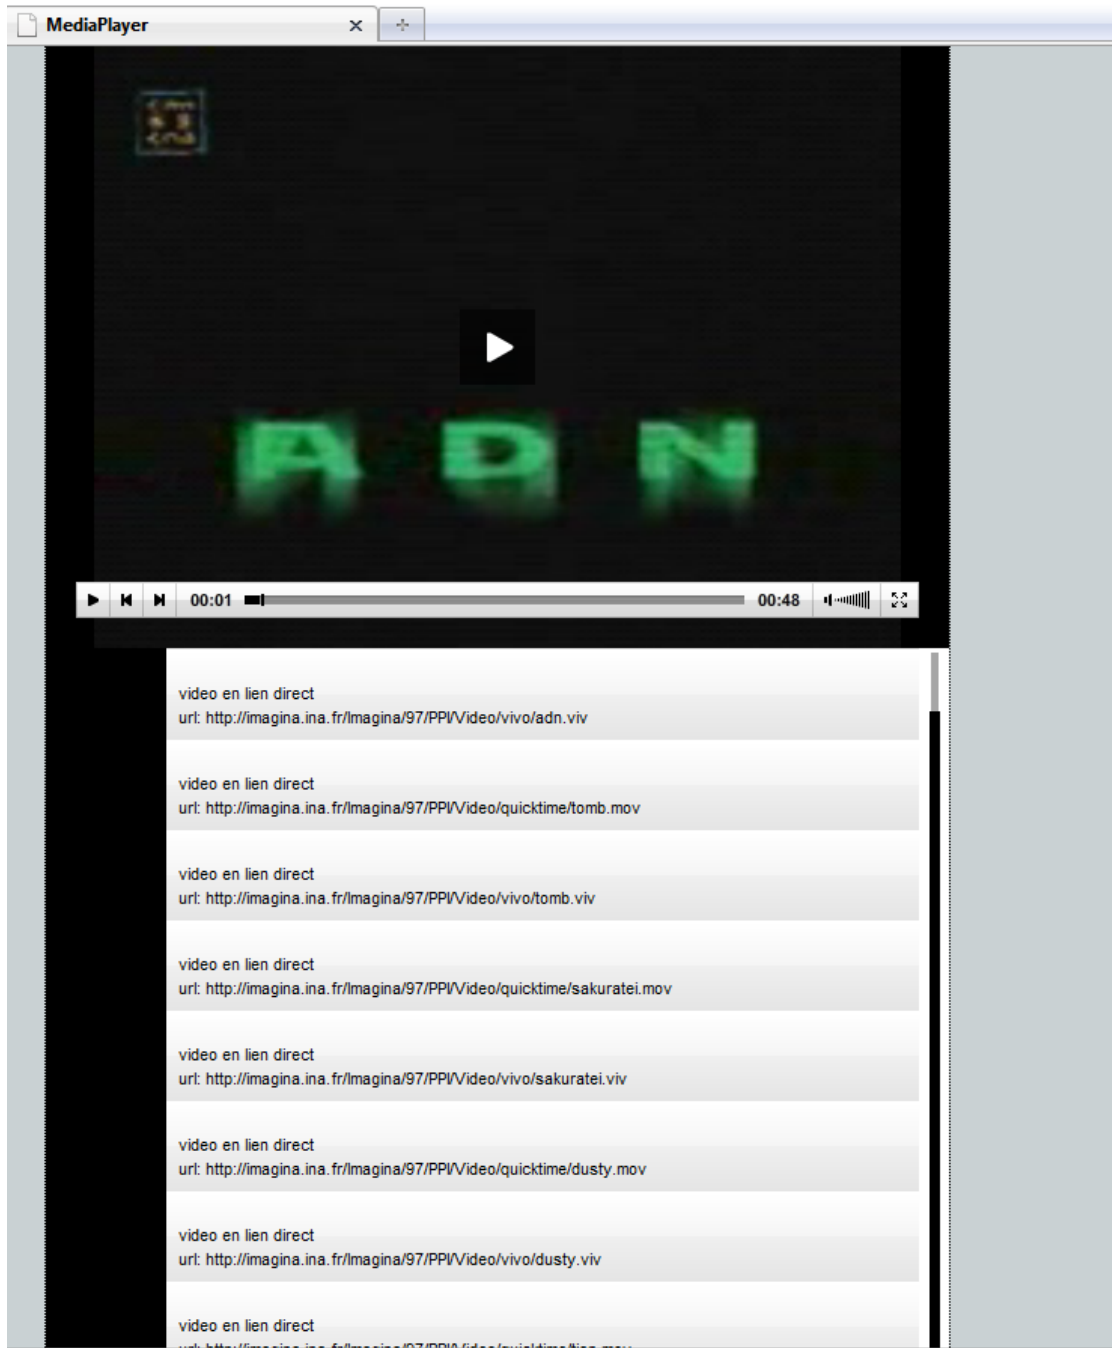 MediaPlayer
A D N
00:01 00:48
video en lien direct
url: http://imagina.ina.fr/Imagina/97/PPI/Video/vivo/adn.viv
video en lien direct
url: http://imagina.ina.fr/Imagina/97/PPI/Video/quicktime/tomb.mov
video en lien direct
url: http://imagina.ina.fr/Imagina/97/PPI/Video/vivo/tomb.viv
video en lien direct
url: http://imagina.ina.fr/Imagina/97/PPI/Video/quicktime/sakuratei.mov
video en lien direct
url: http://imagina.ina.fr/Imagina/97/PPI/Video/vivo/sakuratei.viv
video en lien direct
url: http://imagina.ina.fr/Imagina/97/PPI/Video/quicktime/dusty.mov
video en lien direct
url: http://imagina.ina.fr/Imagina/97/PPI/Video/vivo/dusty.viv
video en lien direct